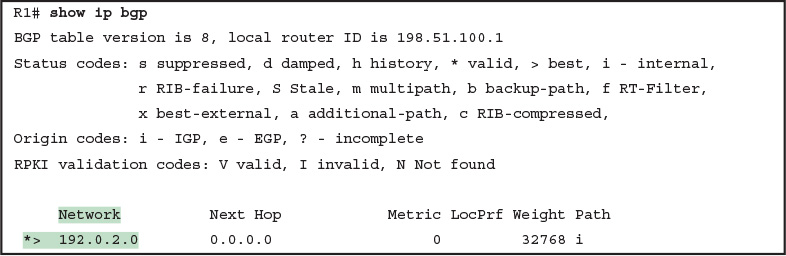 R1# show ip bgp
BGP table version is 8, local router ID is 198.51.100.1
Status codes: s suppressed, d damped, h history, * valid, > best, i - internal,
              r RIB-failure, S Stale, m multipath, b backup-path, f RT-Filter,
              x best-external, a additional-path, c RIB-compressed,
Origin codes: i - IGP, e - EGP, ? - incomplete
RPKI validation codes: V valid, I invalid, N Not found

     Network          Next Hop            Metric LocPrf Weight Path
 *>  192.0.2.0        0.0.0.0                  0         32768 i